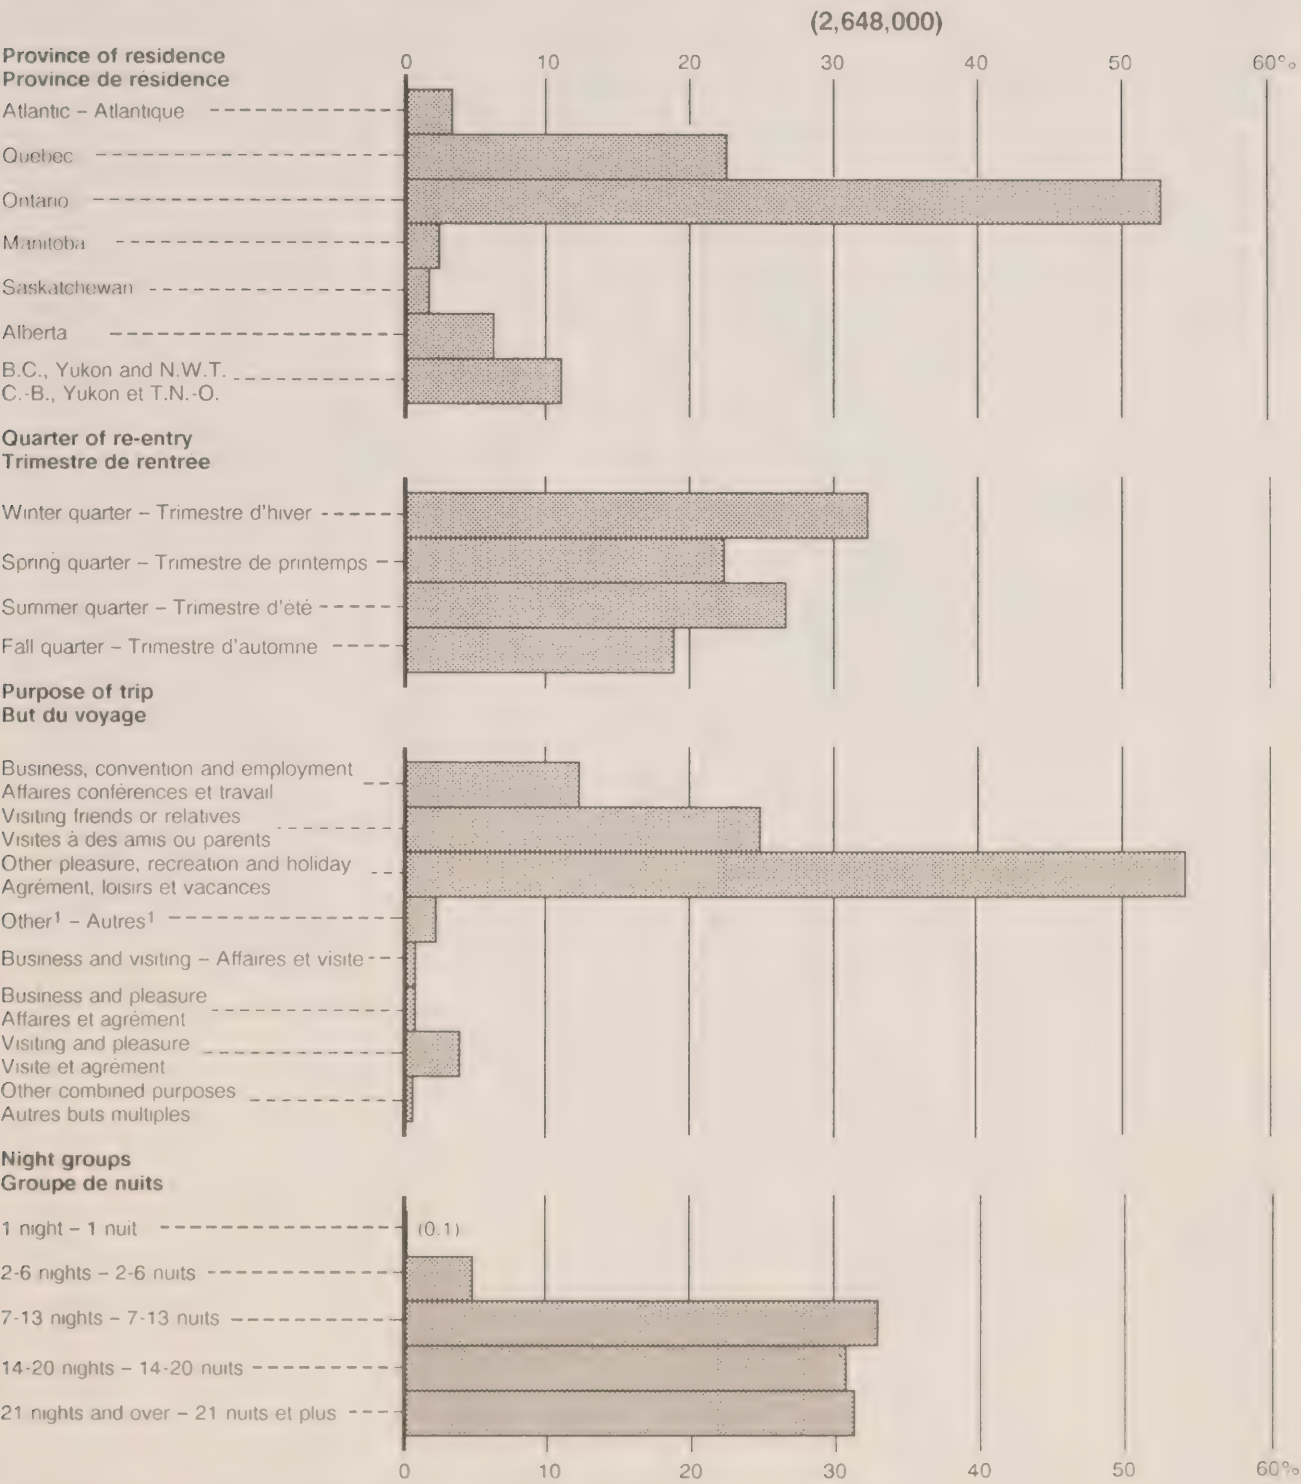 (2,648,000)
Province of residence
Province de résidence
0 10 20 30 40 50 60%
Atlantic – Atlantique
Quebec
Ontario
Manitoba
Saskatchewan
Alberta
B.C., Yukon and N.W.T.
C.-B., Yukon et T.N.-O.
Quarter of re-entry
Trimestre de rentrée
Winter quarter – Trimestre d'hiver
Spring quarter – Trimestre de printemps
Summer quarter – Trimestre d'été
Fall quarter – Trimestre d'automne
Purpose of trip
But du voyage
Business, convention and employment
Affaires conférences et travail
Visiting friends or relatives
Visites à des amis ou parents
Other pleasure, recreation and holiday
Agrément, loisirs et vacances
Other¹ – Autres¹
Business and visiting – Affaires et visite
Business and pleasure
Affaires et agrément
Visiting and pleasure
Visite et agrément
Other combined purposes
Autres buts multiples
Night groups
Groupe de nuits
1 night – 1 nuit (0.1)
2-6 nights – 2-6 nuits
7-13 nights – 7-13 nuits
14-20 nights – 14-20 nuits
21 nights and over – 21 nuits et plus
0 10 20 30 40 50 60%